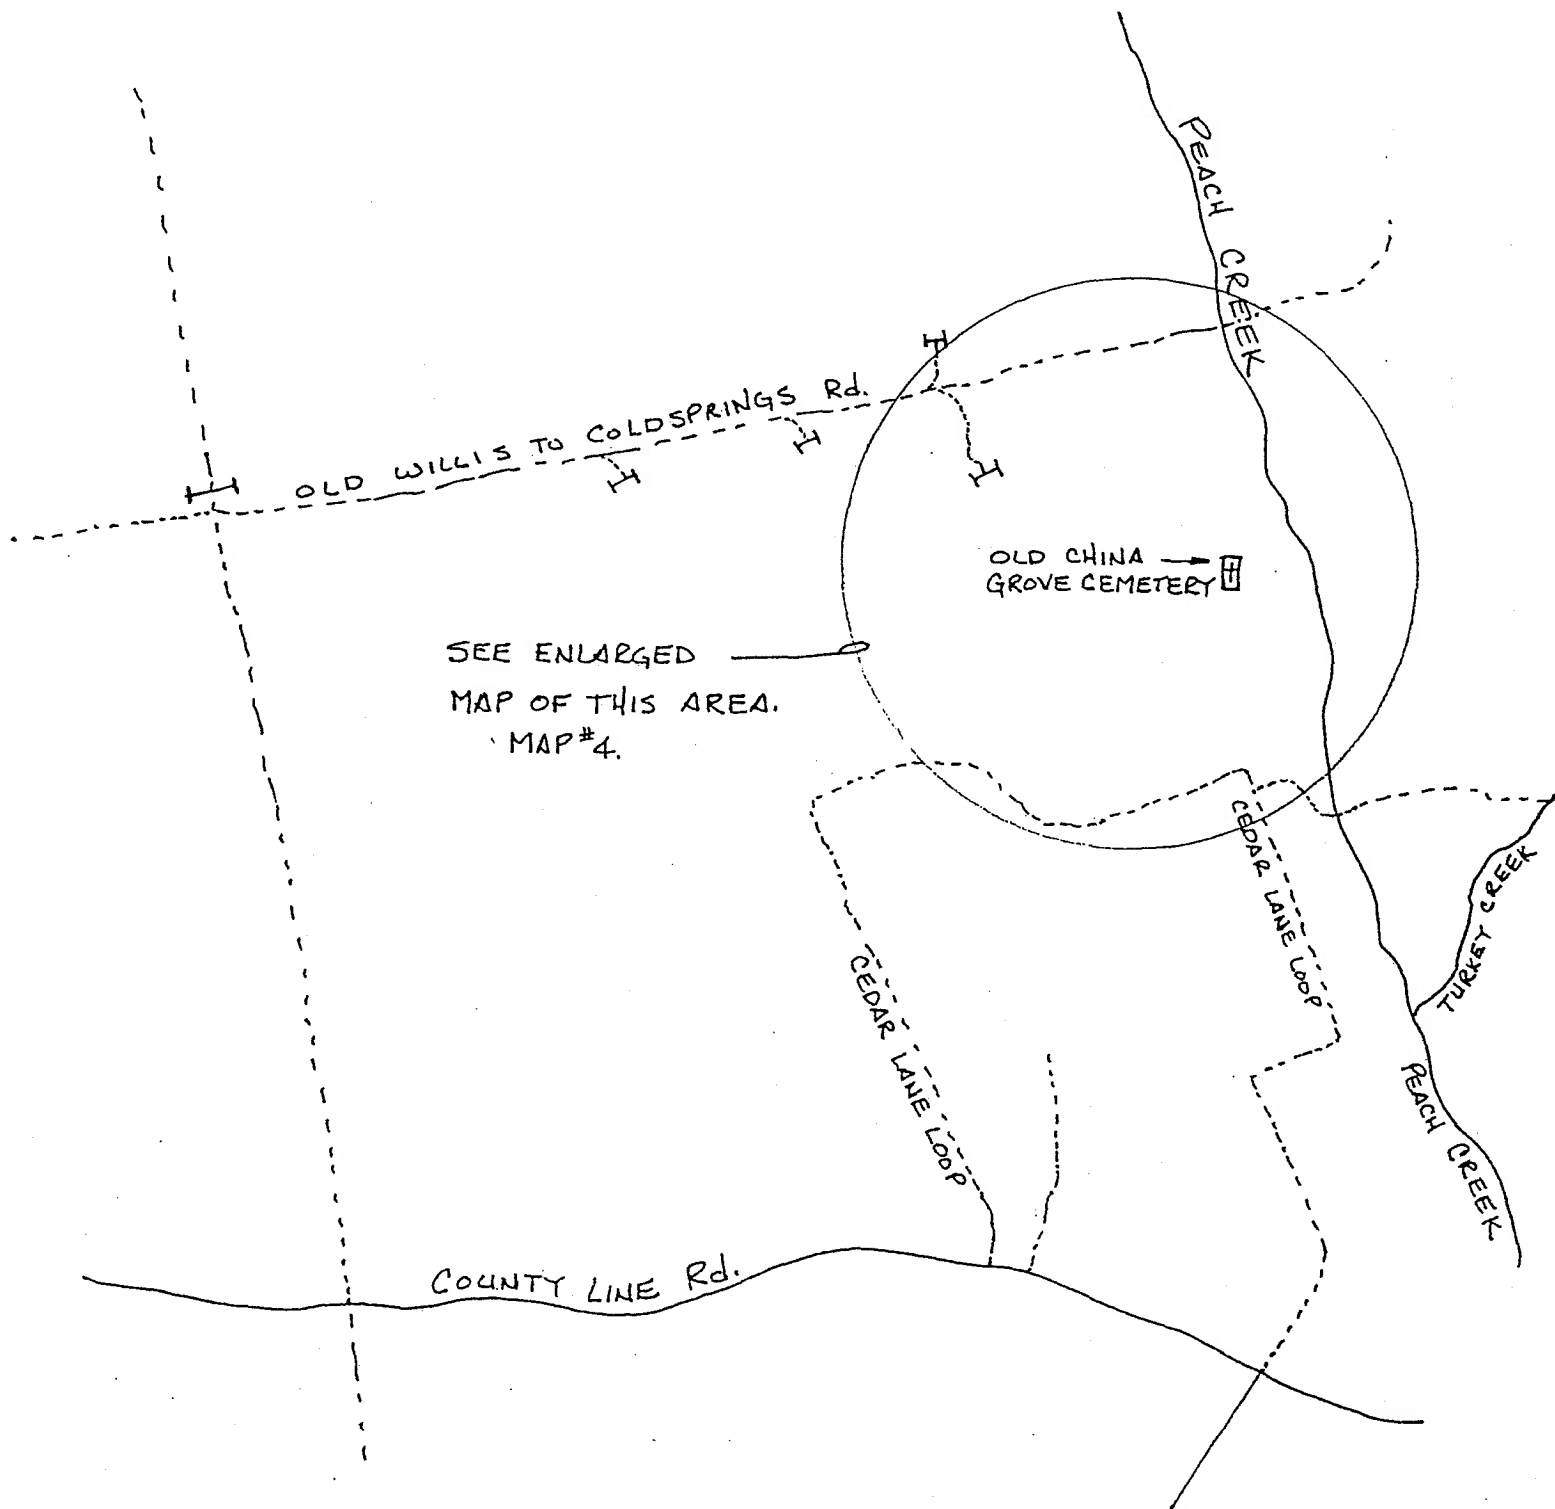 PEACH CREEK
OLD WILLIS TO COLDSPRINGS Rd.
OLD CHINA
GROVE CEMETERY
SEE ENLARGED
MAP OF THIS AREA.
MAP #4.
CEDAR LANE LOOP
TURKEY CREEK
CEDAR LANE LOOP
PEACH CREEK
COUNTY LINE Rd.